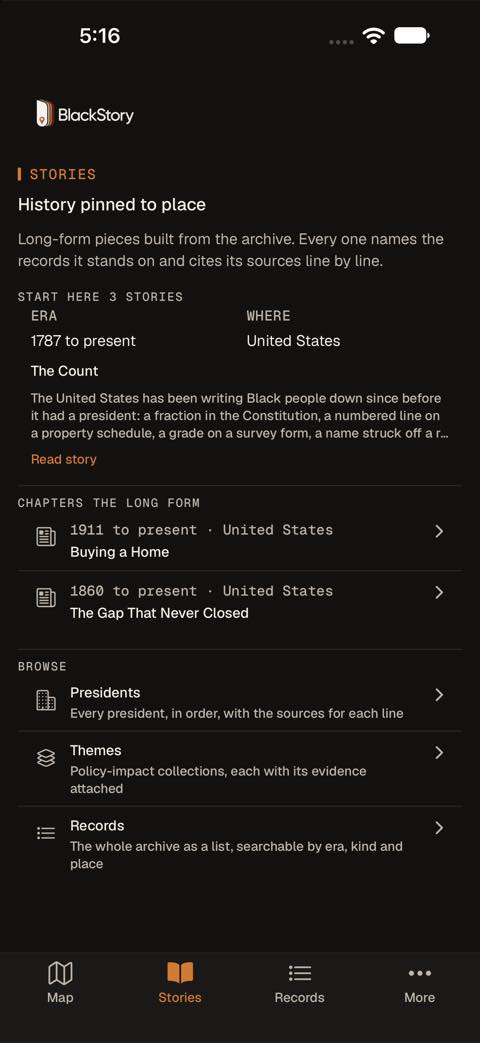 5:16
BlackStory
STORIES
History pinned to place
Long-form pieces built from the archive. Every one names the
records it stands on and cites its sources line by line.
START HERE 3 STORIES
ERA WHERE
1787 to present United States
The Count
The United States has been writing Black people down since before
it had a president: a fraction in the Constitution, a numbered line on
a property schedule, a grade on a survey form, a name struck off a r…
Read story
CHAPTERS THE LONG FORM
1911 to present · United States
Buying a Home
1860 to present · United States
The Gap That Never Closed
BROWSE
Presidents
Every president, in order, with the sources for each line
Themes
Policy-impact collections, each with its evidence
attached
Records
The whole archive as a list, searchable by era, kind and
place
Map Stories Records More